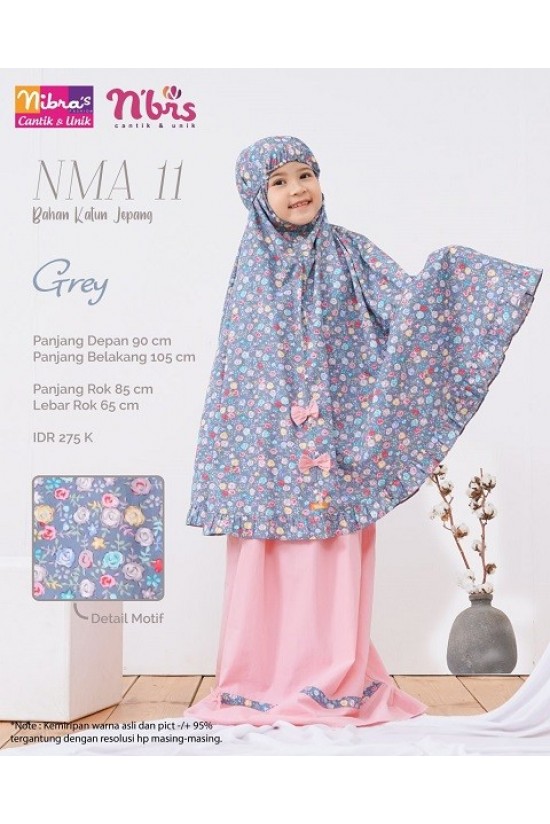 Nibra's
FASHION
Cantik & Unik
N'brs
cantik & unik
NMA 11
Bahan Katun Jepang
Grey
Panjang Depan 90 cm
Panjang Belakang 105 cm
Panjang Rok 85 cm
Lebar Rok 65 cm
IDR 275 K
Detail Motif
*Note : Kemiripan warna asli dan pict -/+ 95%
tergantung dengan resolusi hp masing-masing.